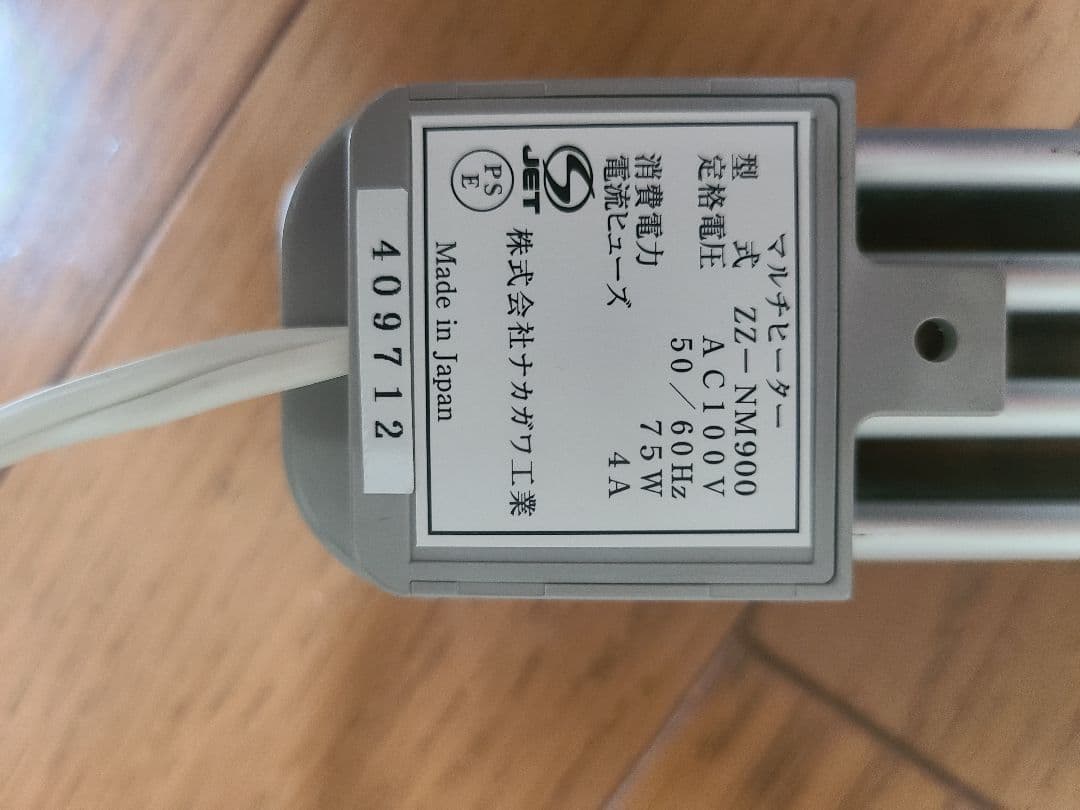 マルチヒーター
型式 ZZ－NM900
定格電圧 AC100V
50／60Hz
消費電力 75W
電流ヒューズ 4A
JET 株式会社ナカガワ工業
PS
E
Made in Japan
409712